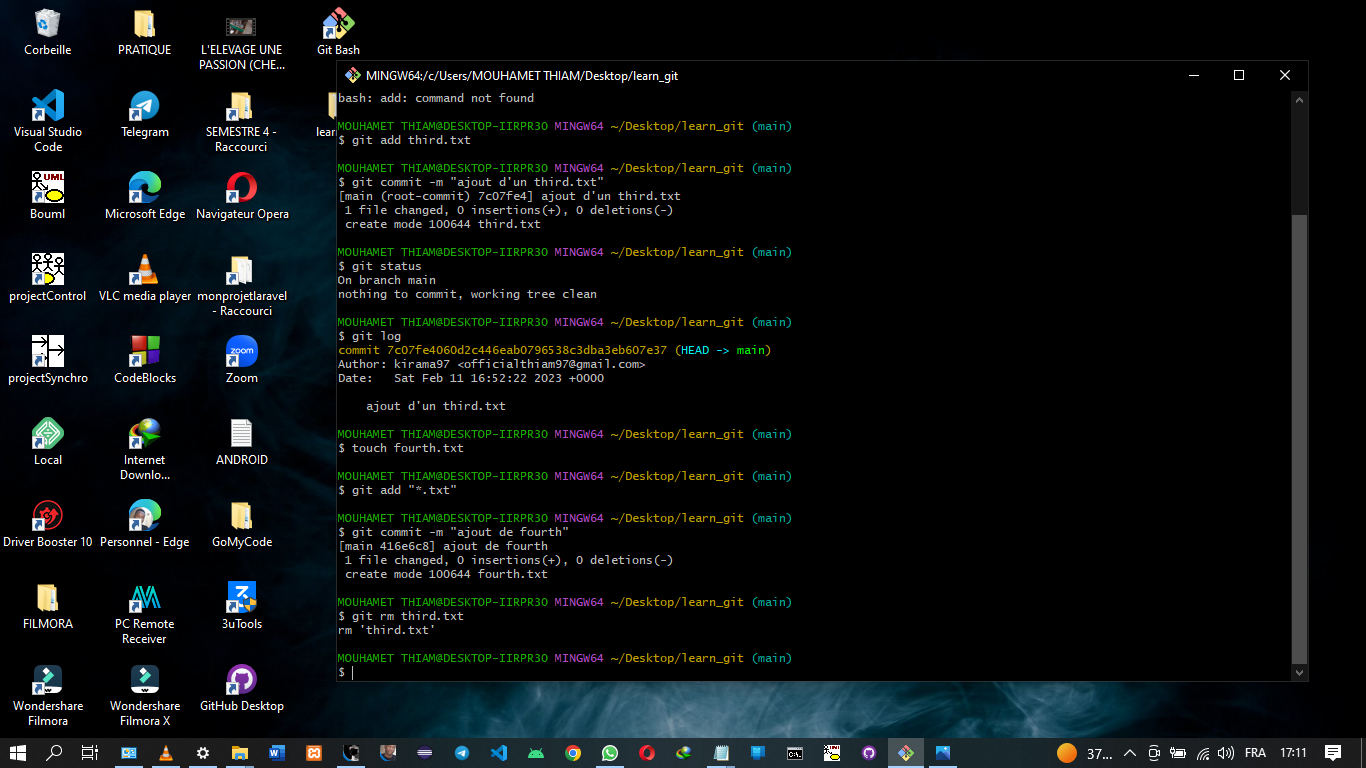 Corbeille
PRATIQUE
L'ELEVAGE UNE
PASSION (CHE...
Git Bash
Visual Studio
Code
Telegram
SEMESTRE 4 -
Raccourci
lear
UML
Bouml
Microsoft Edge
Navigateur Opera
projectControl
VLC media player
monprojetlaravel
- Raccourci
projectSynchro
CodeBlocks
zoom
Zoom
Local
Internet
Downlo...
ANDROID
Driver Booster 10
Personnel - Edge
GoMyCode
FILMORA
PC Remote
Receiver
3uTools
Wondershare
Filmora
Wondershare
Filmora X
GitHub Desktop
MINGW64:/c/Users/MOUHAMET THIAM/Desktop/learn_git
bash: add: command not found
MOUHAMET THIAM@DESKTOP-IIRPR3O MINGW64 ~/Desktop/learn_git (main)
$ git add third.txt
MOUHAMET THIAM@DESKTOP-IIRPR3O MINGW64 ~/Desktop/learn_git (main)
$ git commit -m "ajout d'un third.txt"
[main (root-commit) 7c07fe4] ajout d'un third.txt
1 file changed, 0 insertions(+), 0 deletions(-)
create mode 100644 third.txt
MOUHAMET THIAM@DESKTOP-IIRPR3O MINGW64 ~/Desktop/learn_git (main)
$ git status
On branch main
nothing to commit, working tree clean
MOUHAMET THIAM@DESKTOP-IIRPR3O MINGW64 ~/Desktop/learn_git (main)
$ git log
commit 7c07fe4060d2c446eab0796538c3dba3eb607e37 (HEAD -> main)
Author: kirama97 <officialthiam97@gmail.com>
Date:   Sat Feb 11 16:52:22 2023 +0000
ajout d'un third.txt
MOUHAMET THIAM@DESKTOP-IIRPR3O MINGW64 ~/Desktop/learn_git (main)
$ touch fourth.txt
MOUHAMET THIAM@DESKTOP-IIRPR3O MINGW64 ~/Desktop/learn_git (main)
$ git add "*.txt"
MOUHAMET THIAM@DESKTOP-IIRPR3O MINGW64 ~/Desktop/learn_git (main)
$ git commit -m "ajout de fourth"
[main 416e6c8] ajout de fourth
1 file changed, 0 insertions(+), 0 deletions(-)
create mode 100644 fourth.txt
MOUHAMET THIAM@DESKTOP-IIRPR3O MINGW64 ~/Desktop/learn_git (main)
$ git rm third.txt
rm 'third.txt'
MOUHAMET THIAM@DESKTOP-IIRPR3O MINGW64 ~/Desktop/learn_git (main)
$
37...
FRA
17:11